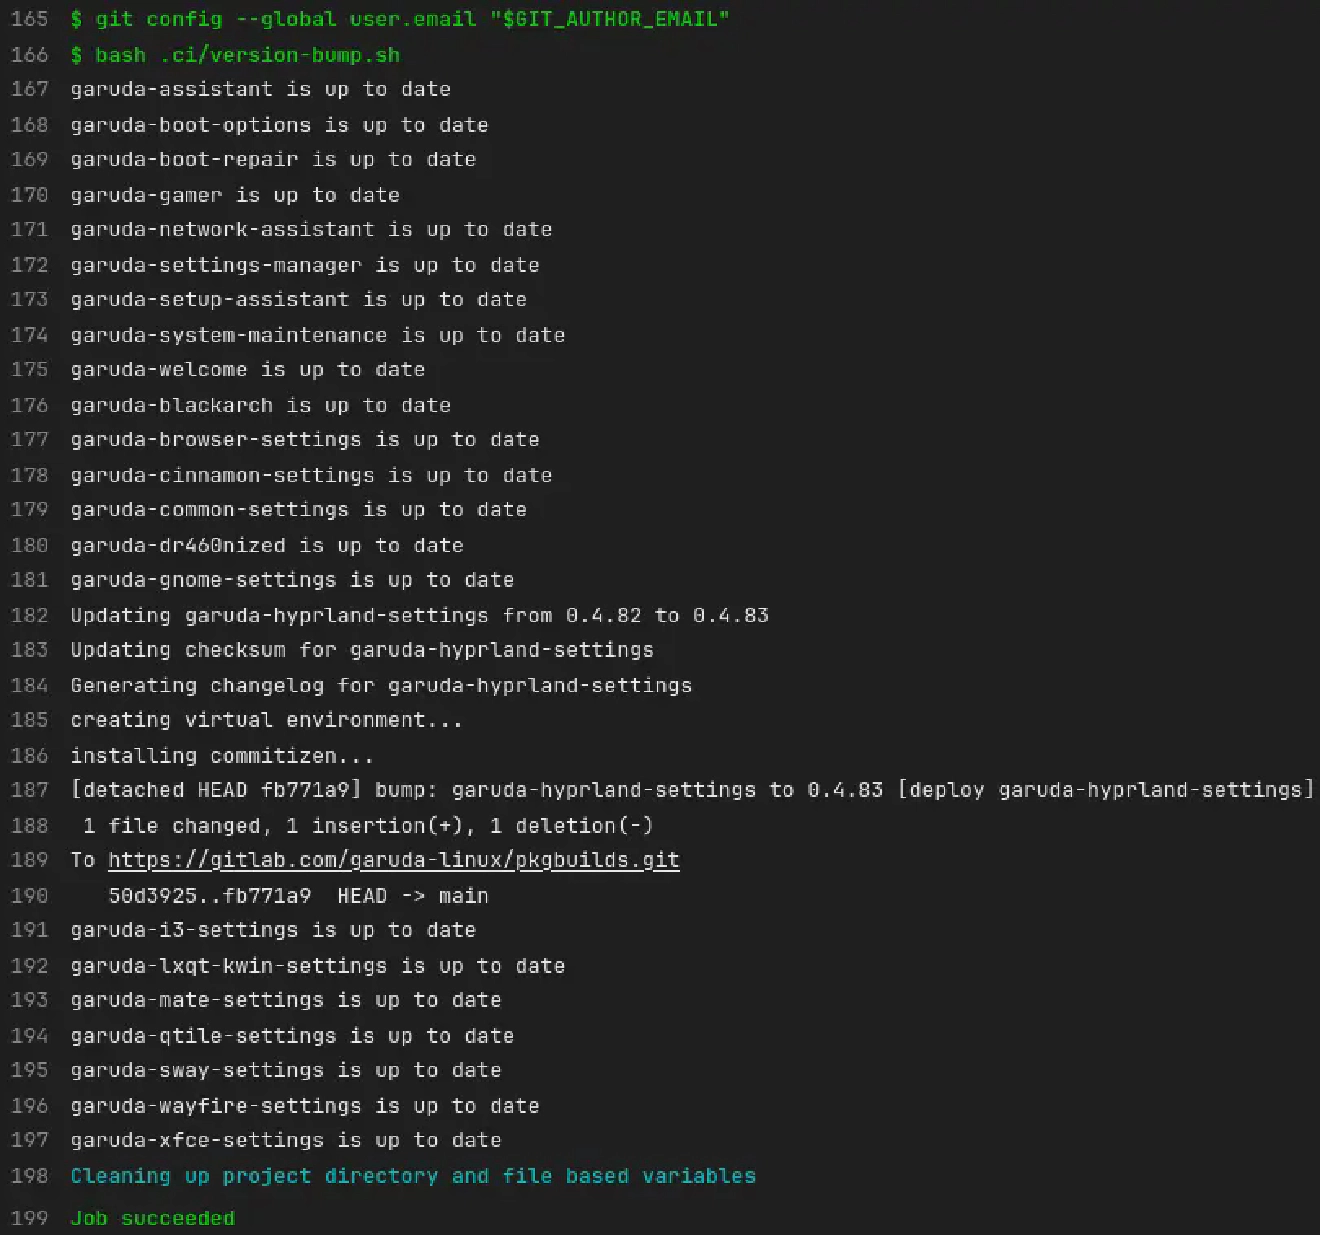 165 $ git config --global user.email "$GIT_AUTHOR_EMAIL"
166 $ bash .ci/version-bump.sh
167 garuda-assistant is up to date
168 garuda-boot-options is up to date
169 garuda-boot-repair is up to date
170 garuda-gamer is up to date
171 garuda-network-assistant is up to date
172 garuda-settings-manager is up to date
173 garuda-setup-assistant is up to date
174 garuda-system-maintenance is up to date
175 garuda-welcome is up to date
176 garuda-blackarch is up to date
177 garuda-browser-settings is up to date
178 garuda-cinnamon-settings is up to date
179 garuda-common-settings is up to date
180 garuda-dr460nized is up to date
181 garuda-gnome-settings is up to date
182 Updating garuda-hyprland-settings from 0.4.82 to 0.4.83
183 Updating checksum for garuda-hyprland-settings
184 Generating changelog for garuda-hyprland-settings
185 creating virtual environment...
186 installing commitizen...
187 [detached HEAD fb771a9] bump: garuda-hyprland-settings to 0.4.83 [deploy garuda-hyprland-settings]
188  1 file changed, 1 insertion(+), 1 deletion(-)
189 To https://gitlab.com/garuda-linux/pkgbuilds.git
190    50d3925..fb771a9  HEAD -> main
191 garuda-i3-settings is up to date
192 garuda-lxqt-kwin-settings is up to date
193 garuda-mate-settings is up to date
194 garuda-qtile-settings is up to date
195 garuda-sway-settings is up to date
196 garuda-wayfire-settings is up to date
197 garuda-xfce-settings is up to date
198 Cleaning up project directory and file based variables
199 Job succeeded